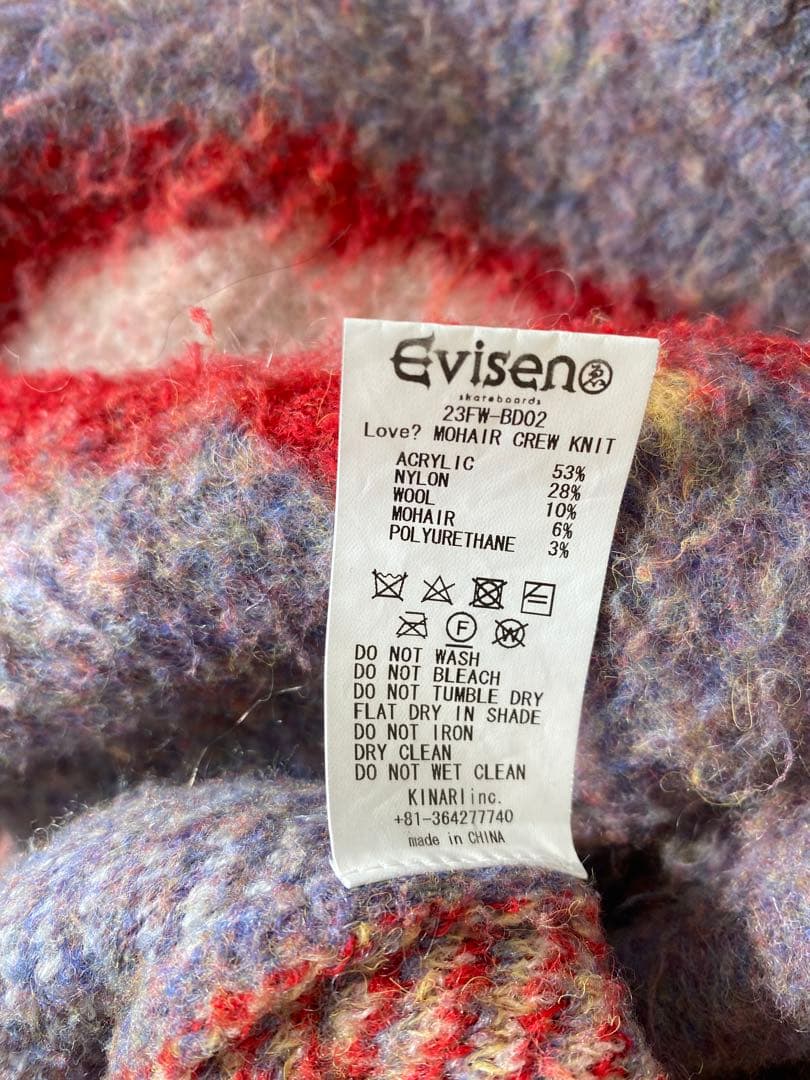 Evisen
skateboards
23FW-BD02
Love? MOHAIR CREW KNIT
ACRYLIC 53%
NYLON 28%
WOOL 10%
MOHAIR 6%
POLYURETHANE 3%
F
W
DO NOT WASH
DO NOT BLEACH
DO NOT TUMBLE DRY
FLAT DRY IN SHADE
DO NOT IRON
DRY CLEAN
DO NOT WET CLEAN
KINARI inc.
+81-364277740
made in CHINA